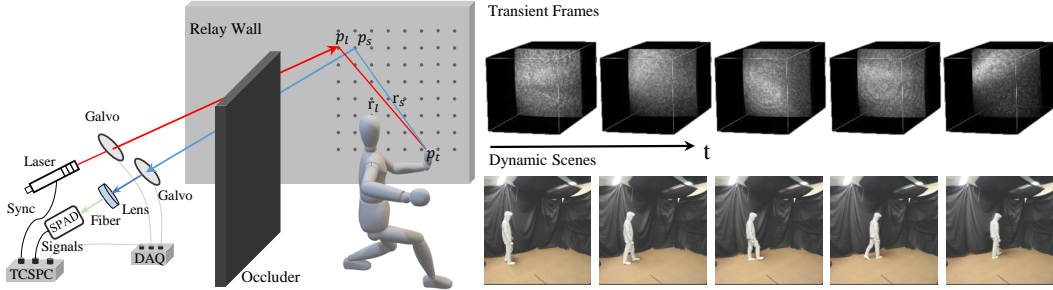 Relay Wall
p_l p_s
r_l r_s
p_t
Galvo
Laser
Galvo
Sync
Lens
Fiber
SPAD
Signals
DAQ
TCSPC
Occluder
Transient Frames
t
Dynamic Scenes